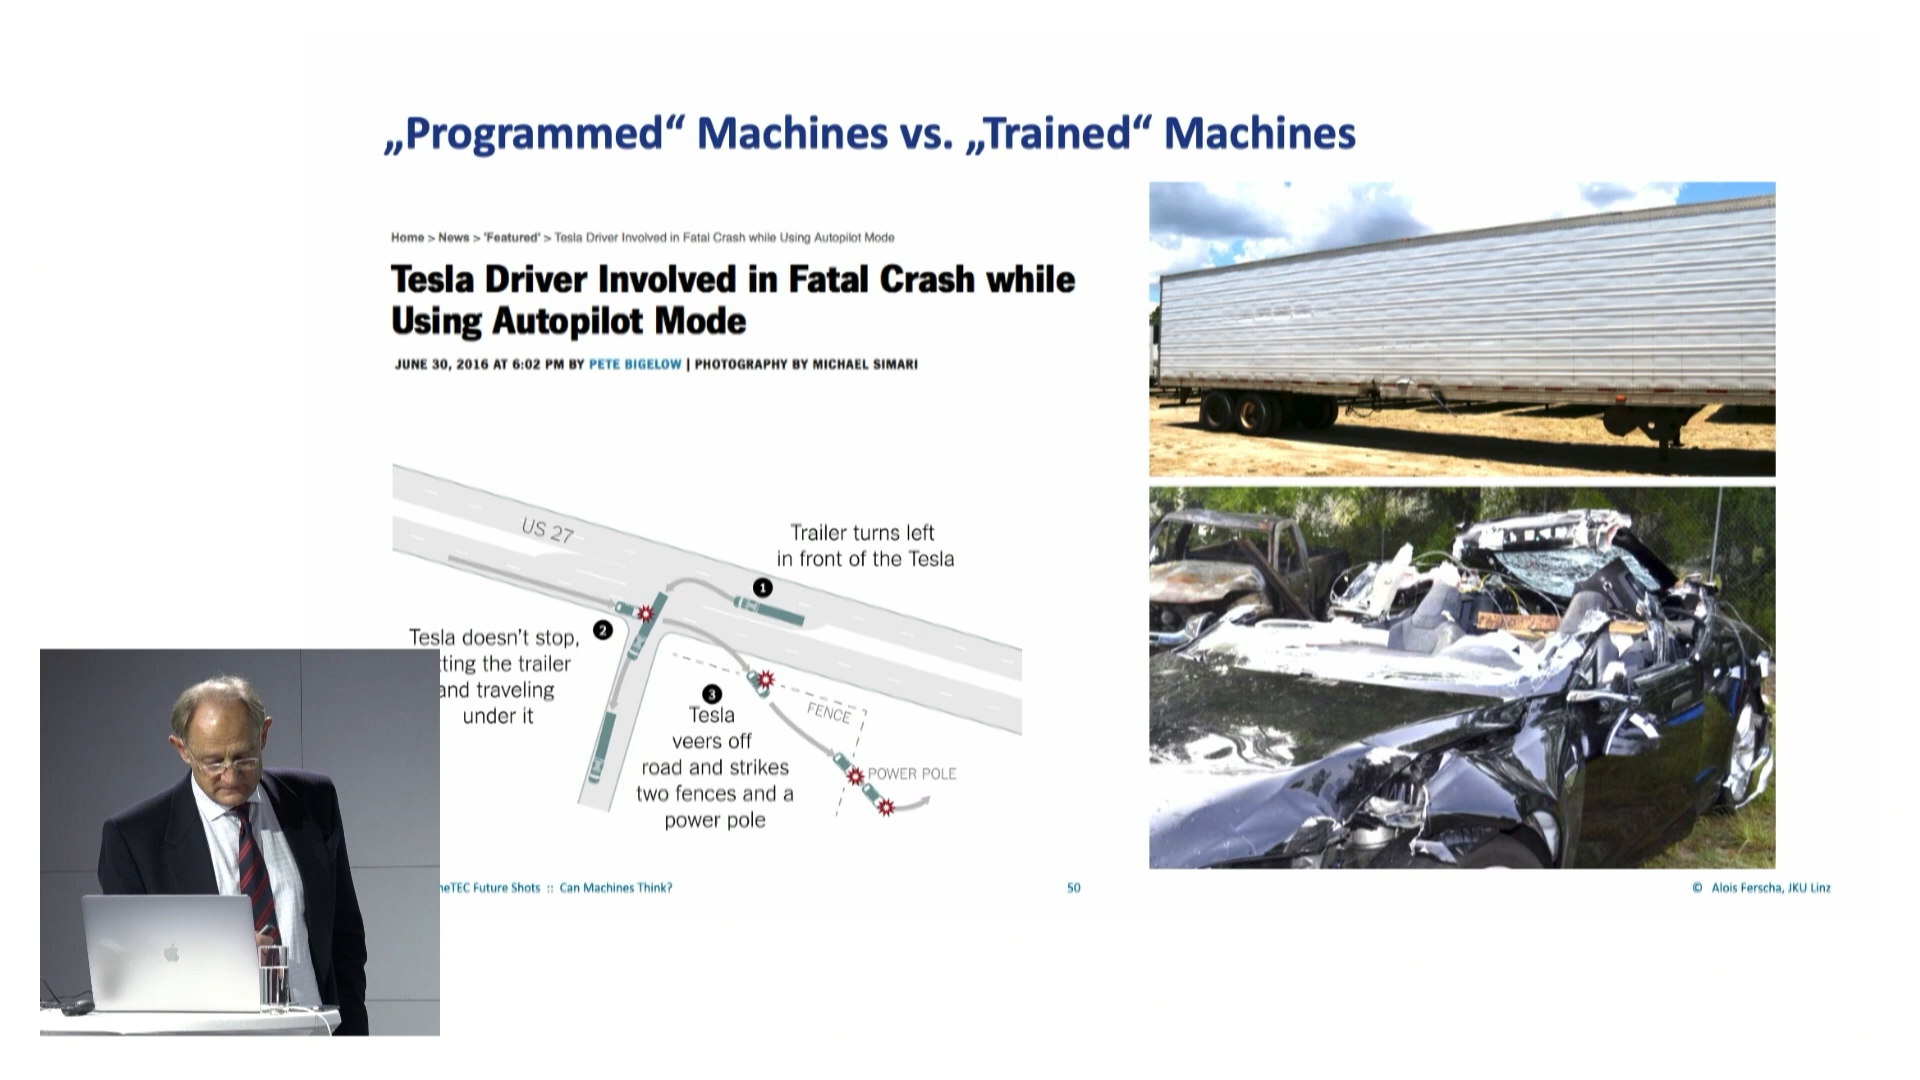 „Programmed“ Machines vs. „Trained“ Machines
Home > News > 'Featured' > Tesla Driver Involved in Fatal Crash while Using Autopilot Mode
Tesla Driver Involved in Fatal Crash while
Using Autopilot Mode
JUNE 30, 2016 AT 6:02 PM BY PETE BIGELOW | PHOTOGRAPHY BY MICHAEL SIMARI
US 27
Trailer turns left
in front of the Tesla
1
2
Tesla doesn't stop,
the trailer
and traveling
under it
3
Tesla
veers off
road and strikes
two fences and a
power pole
FENCE
POWER POLE
Future Shots :: Can Machines Think?
50
© Alois Ferscha, JKU Linz